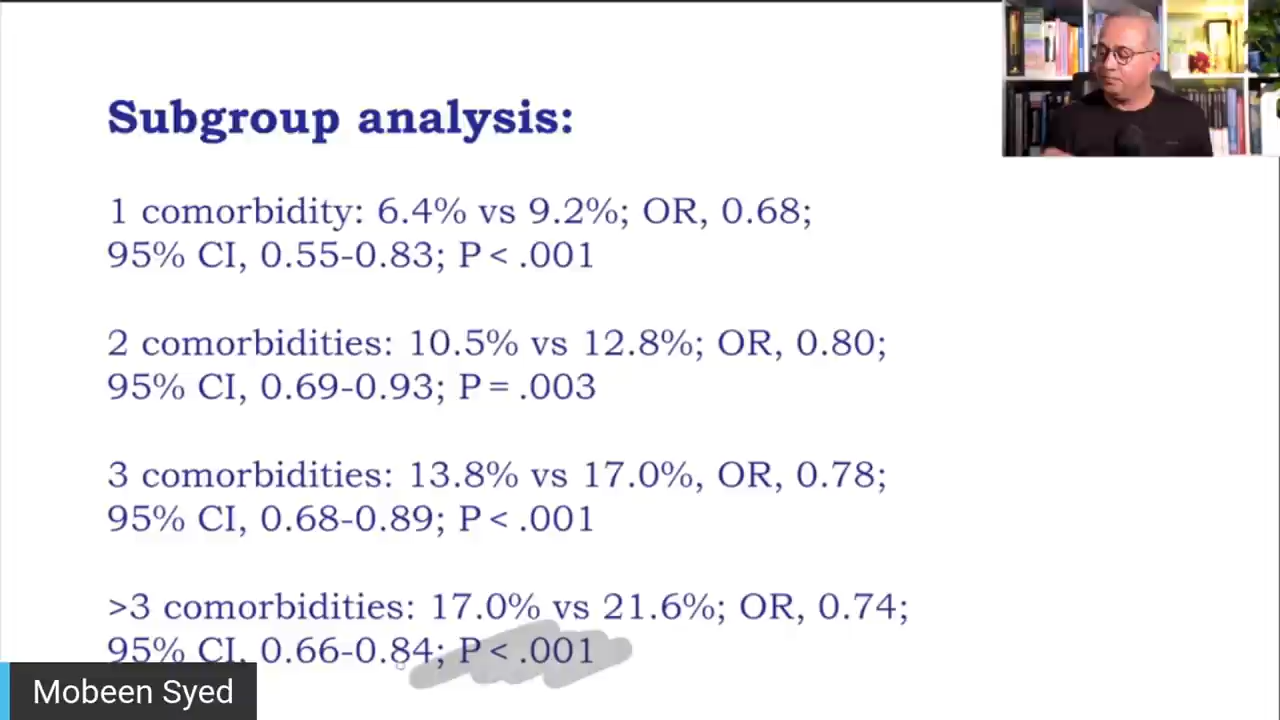 Subgroup analysis:
1 comorbidity: 6.4% vs 9.2%; OR, 0.68;
95% CI, 0.55-0.83; P < .001
2 comorbidities: 10.5% vs 12.8%; OR, 0.80;
95% CI, 0.69-0.93; P = .003
3 comorbidities: 13.8% vs 17.0%, OR, 0.78;
95% CI, 0.68-0.89; P < .001
>3 comorbidities: 17.0% vs 21.6%; OR, 0.74;
95% CI, 0.66-0.84; P < .001
Mobeen Syed